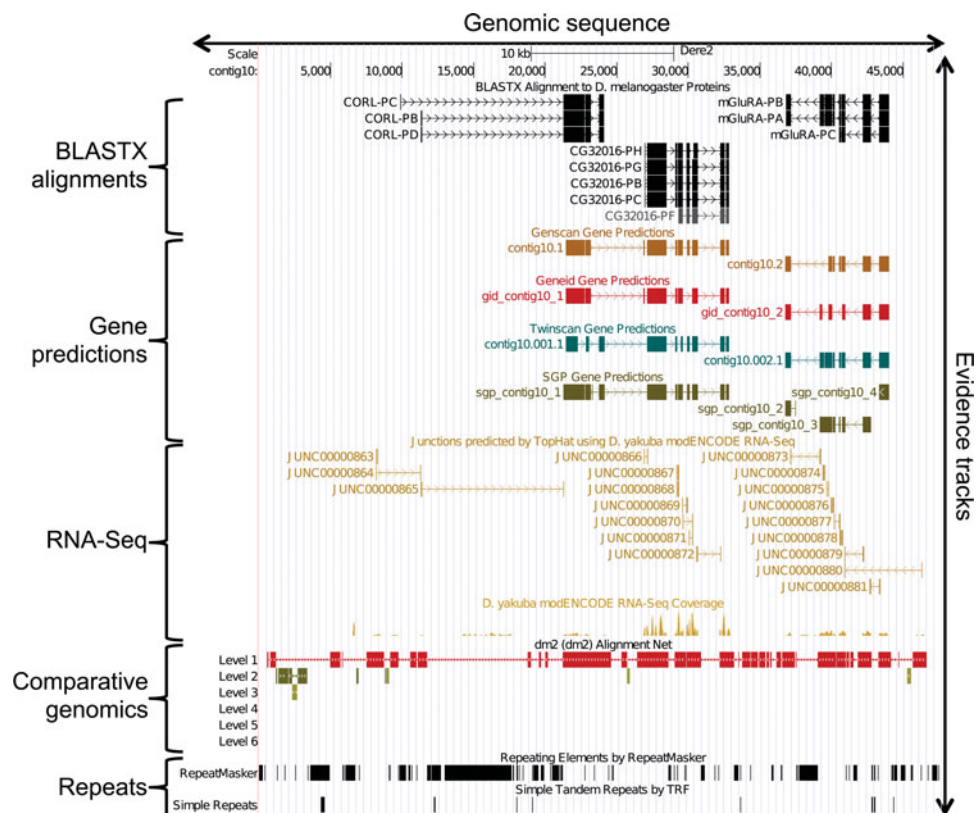 Genomic sequence
Scale 10 kb Dere2
contig10: 5,000 10,000 15,000 20,000 25,000 30,000 35,000 40,000 45,000
BLASTX Alignment to D. melanogaster Proteins
CORL-PC mGluRA-PB
CORL-PB mGluRA-PA
CORL-PD mGluRA-PC
BLASTX alignments
CG32016-PH
CG32016-PG
CG32016-PB
CG32016-PC
CG32016-PF
Genscan Gene Predictions
contig10.1
contig10.2
Geneid Gene Predictions
gid_contig10_1
gid_contig10_2
Gene predictions
Twinscan Gene Predictions
contig10.001.1
contig10.002.1
SGP Gene Predictions
sgp_contig10_1 sgp_contig10_4
sgp_contig10_2
sgp_contig10_3
Evidence tracks
Junctions predicted by TopHat using D. yakuba modENCODE RNA-Seq
JUNC00000863 JUNC00000866 JUNC00000873
JUNC00000864 JUNC00000867 JUNC00000874
JUNC00000865 JUNC00000868 JUNC00000875
JUNC00000869 JUNC00000876
JUNC00000870 JUNC00000877
JUNC00000871 JUNC00000878
JUNC00000872 JUNC00000879
JUNC00000880
JUNC00000881
RNA-Seq
D. yakuba modENCODE RNA-Seq Coverage
dm2 (dm2) Alignment Net
Level 1
Level 2
Level 3
Level 4
Level 5
Level 6
Comparative genomics
Repeating Elements by RepeatMasker
RepeatMasker
Repeats
Simple Tandem Repeats by TRF
Simple Repeats